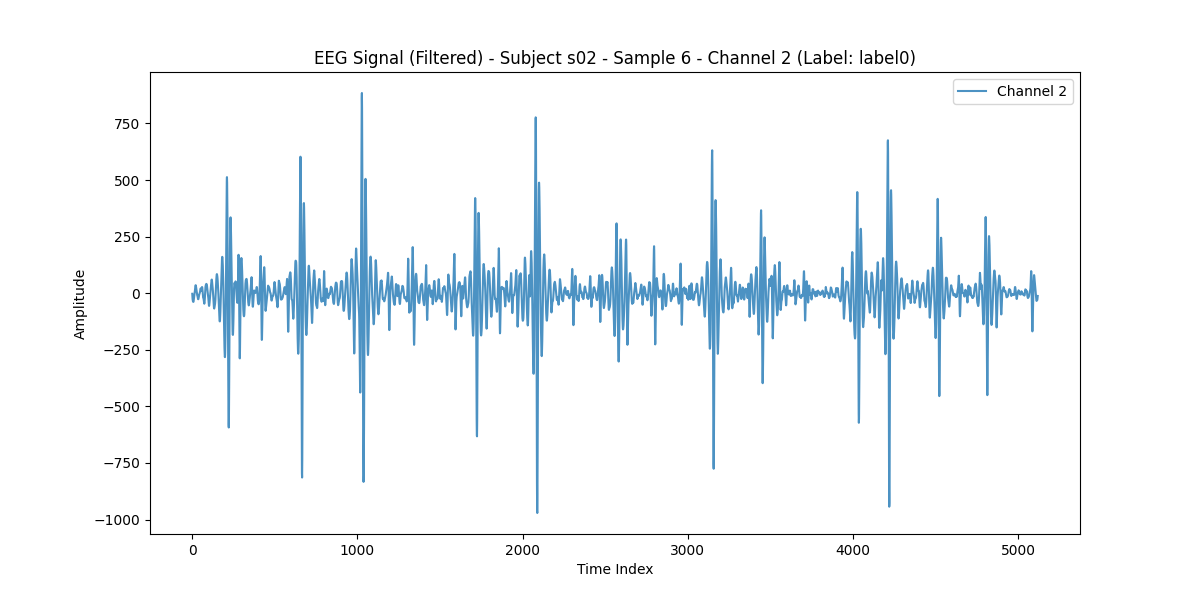 EEG Signal (Filtered) - Subject s02 - Sample 6 - Channel 2 (Label: label0)
Channel 2
Amplitude
750
500
250
0
−250
−500
−750
−1000
0 1000 2000 3000 4000 5000
Time Index